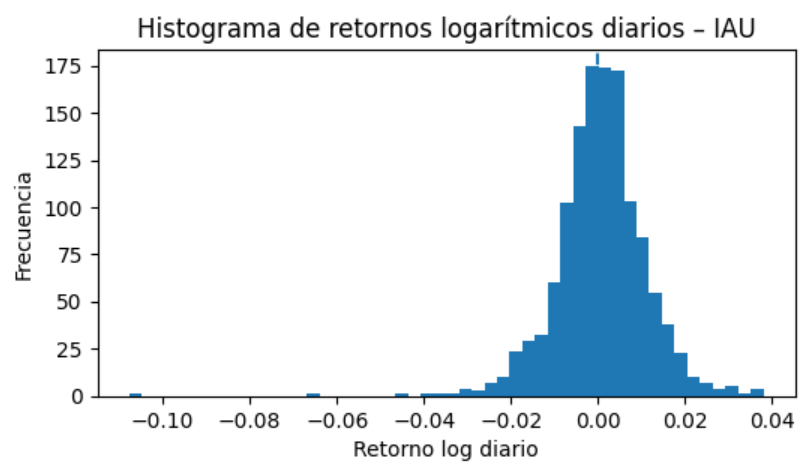 Histograma de retornos logarítmicos diarios – IAU
Frecuencia
175
150
125
100
75
50
25
0
−0.10 −0.08 −0.06 −0.04 −0.02 0.00 0.02 0.04
Retorno log diario